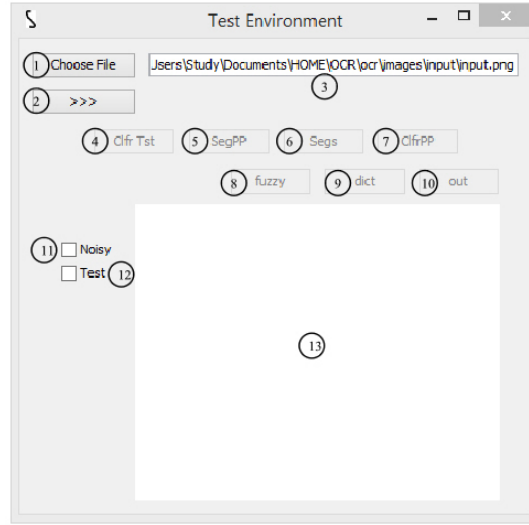 Test Environment
1 Choose File Jsers\Study\Documents\HOME\OCR\ocr\images\input\input.png
3
2 >>>
4 Clfr Tst 5 SegPP 6 Segs 7 ClfrPP
8 fuzzy 9 dict 10 out
11 Noisy
Test 12
13